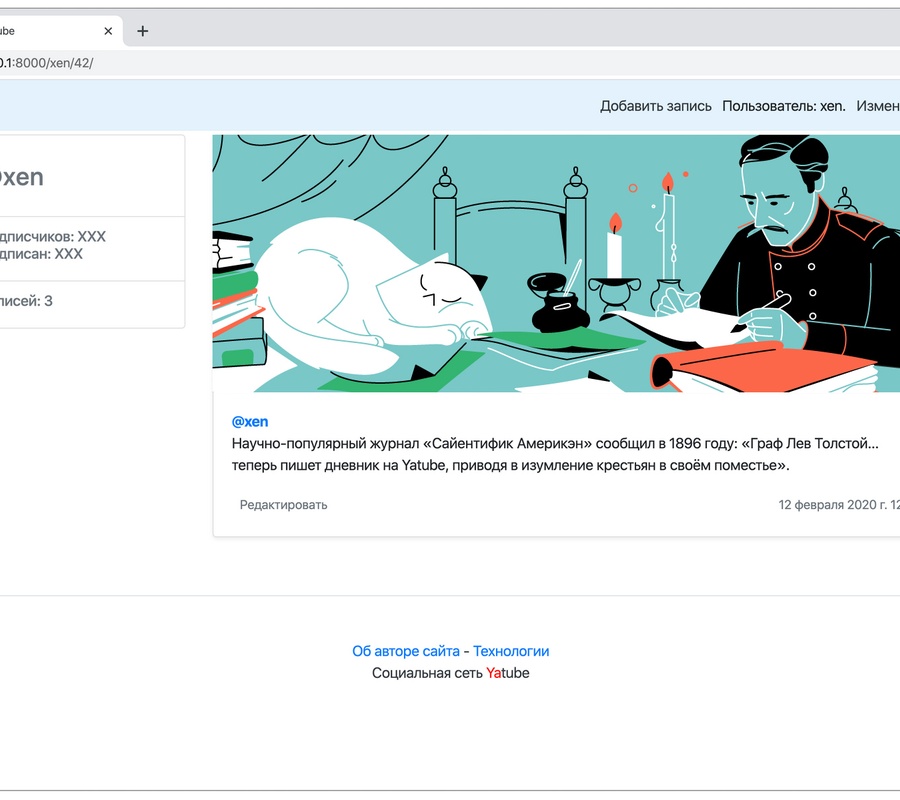 ube
0.1:8000/xen/42/
Добавить запись Пользователь: xen. Измен
@xen
дписчиков: XXX
дписан: XXX
писей: 3
@xen
Научно-популярный журнал «Сайентифик Америкэн» сообщил в 1896 году: «Граф Лев Толстой...
теперь пишет дневник на Yatube, приводя в изумление крестьян в своём поместье».
Редактировать 12 февраля 2020 г. 12
Об авторе сайта - Технологии
Социальная сеть Yatube